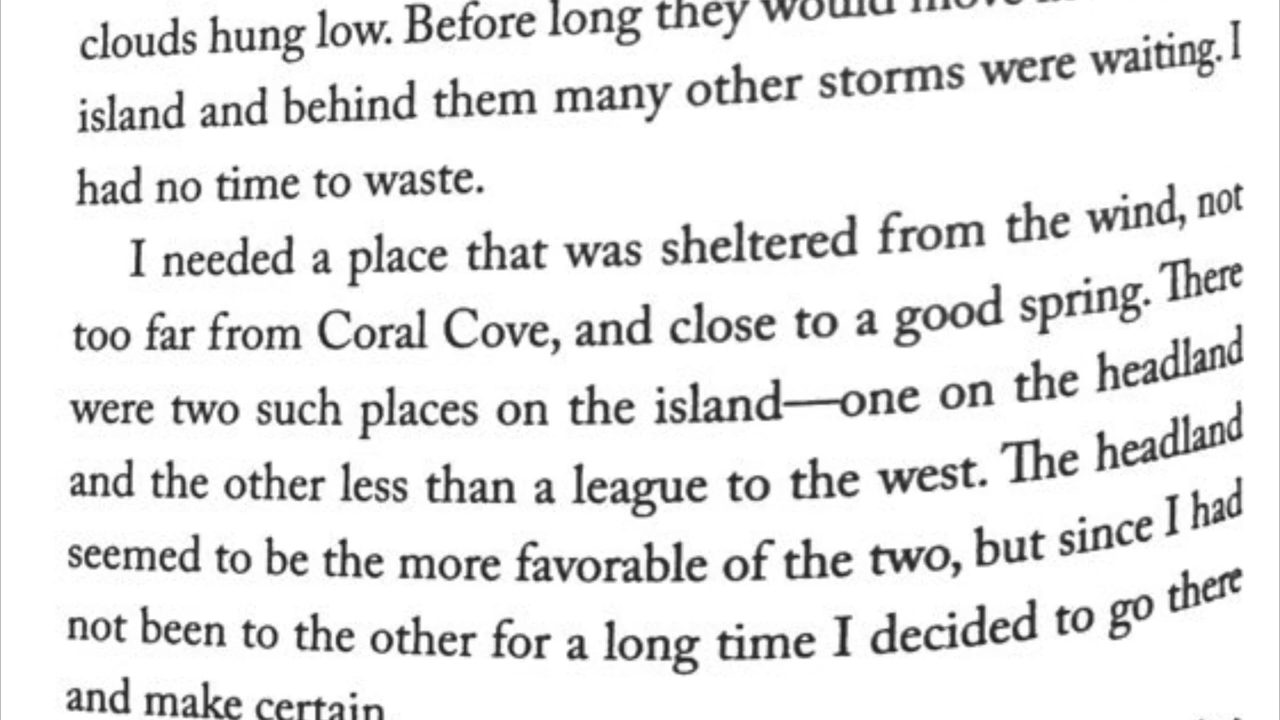 clouds hung low. Before long they would move
island and behind them many other storms were waiting. I
had no time to waste.
I needed a place that was sheltered from the wind, not
too far from Coral Cove, and close to a good spring. There
were two such places on the island—one on the headland
and the other less than a league to the west. The headland
seemed to be the more favorable of the two, but since I had
not been to the other for a long time I decided to go there
and make certain